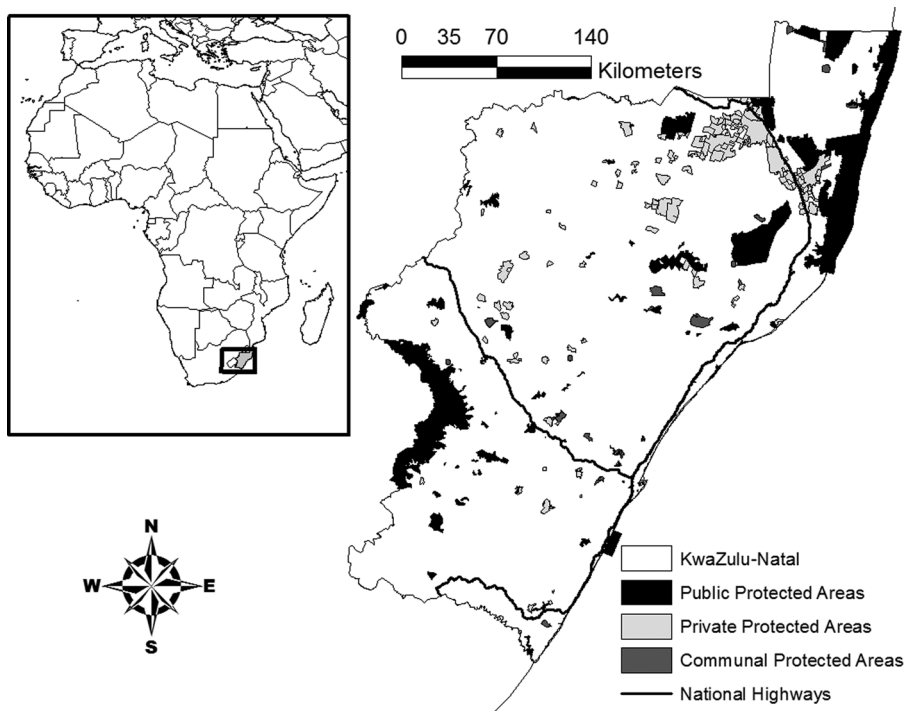 0 35 70 140
Kilometers
N
W E
S
KwaZulu-Natal
Public Protected Areas
Private Protected Areas
Communal Protected Areas
National Highways